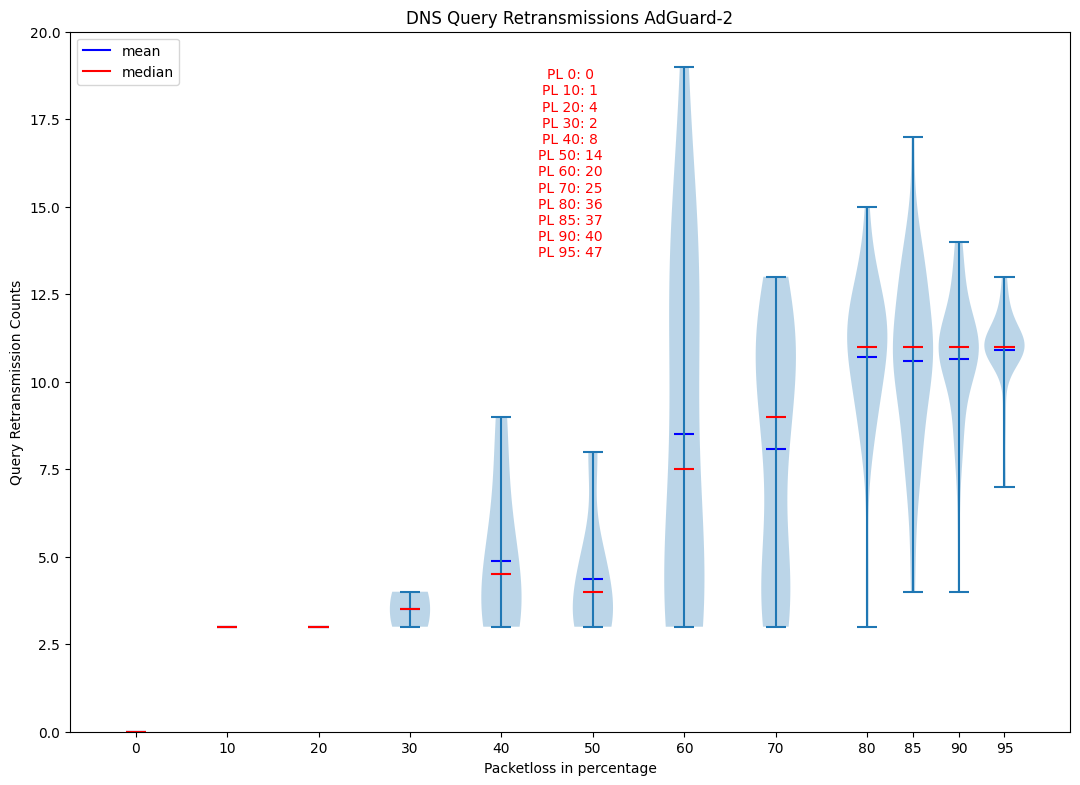 DNS Query Retransmissions AdGuard-2
mean
median
PL 0: 0
PL 10: 1
PL 20: 4
PL 30: 2
PL 40: 8
PL 50: 14
PL 60: 20
PL 70: 25
PL 80: 36
PL 85: 37
PL 90: 40
PL 95: 47
Query Retransmission Counts
20.0
17.5
15.0
12.5
10.0
7.5
5.0
2.5
0.0
0 10 20 30 40 50 60 70 80 85 90 95
Packetloss in percentage